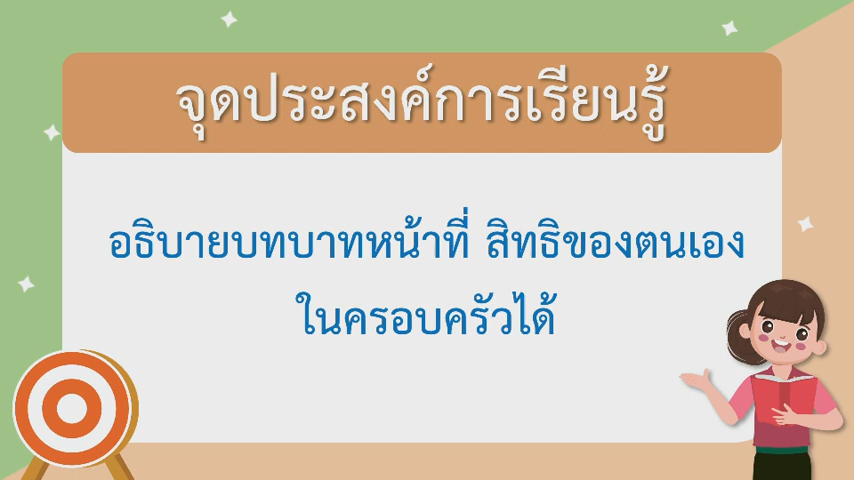 จุดประสงค์การเรียนรู้
อธิบายบทบาทหน้าที่ สิทธิของตนเอง
ในครอบครัวได้